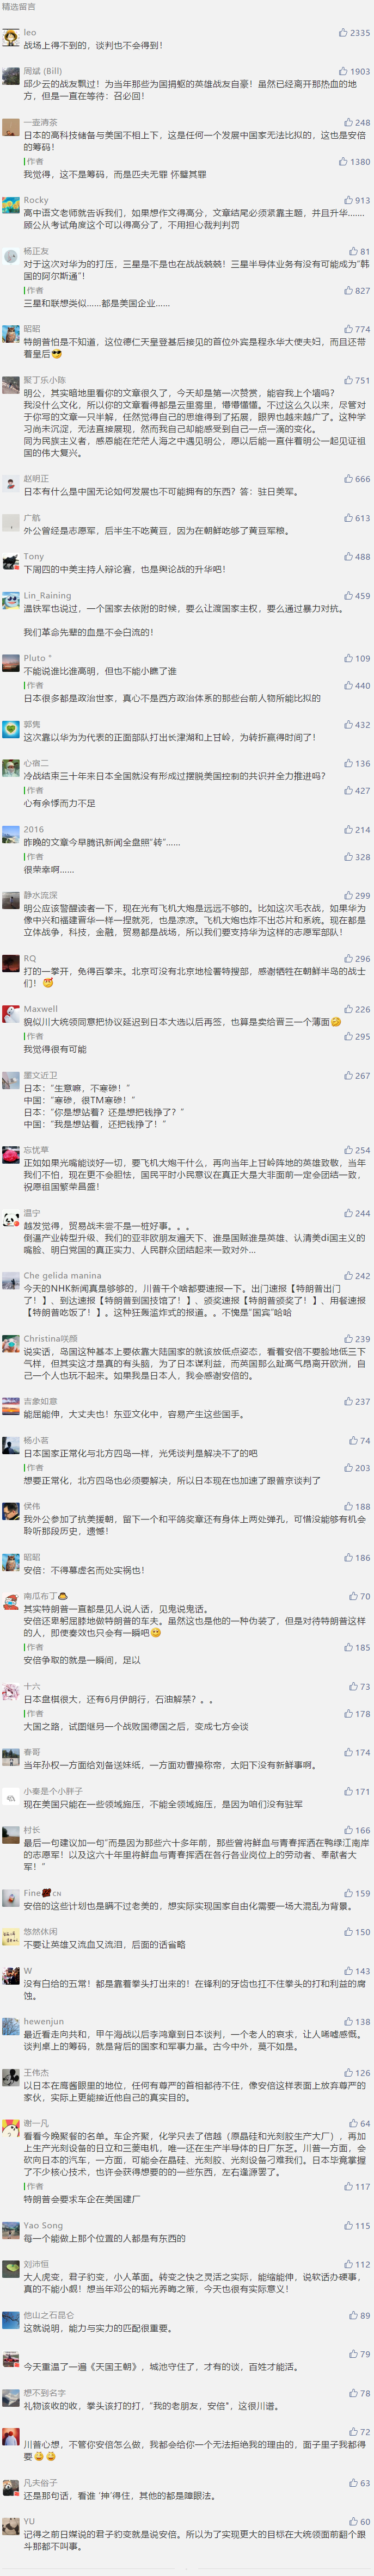 精选留言
leo
2335
战场上得不到的，谈判也不会得到！
周斌 (Bill)
1903
邱少云的战友飘过！为当年那些为国捐躯的英雄战友自豪！虽然已经离开那热血的地
方，但是一直在等待：召必回！
一壶清茶
248
日本的高科技储备与美国不相上下，这是任何一个发展中国家无法比拟的，这也是安倍
的筹码！
作者
1380
我觉得，这不是筹码，而是匹夫无罪 怀璧其罪
Rocky
913
高中语文老师就告诉我们，如果想作文得高分，文章结尾必须紧靠主题，并且升华……
顾公从考试角度这个可以得高分了，不用担心裁判判罚
杨正友
81
对于这次对华为的打压，三星是不是也在战战兢兢！三星半导体业务有没有可能成为“韩
国的阿尔斯通”！
作者
827
三星和联想类似……都是美国企业……
昭昭
774
特朗普怕是不知道，这位德仁天皇登基后接见的首位外宾是程永华大使夫妇，而且还带
着皇后
聚丁乐小陈
751
明公，其实暗地里看你的文章很久了，今天却是第一次赞赏，能容我上个墙吗？
我没什么文化，所以你的文章看得都是云里雾里，懵懵懂懂。不过这么久以来，尽管对
于你写的文章一只半解，任然觉得自己的思维得到了拓展，眼界也越来越广了。这种学
习尚未沉淀，无法直接展现，然而我自己却能感受到自己一点一滴的变化。
同为民族主义者，感恩能在茫茫人海之中遇见明公，愿以后能一直伴着明公一起见证祖
国的伟大复兴。
赵明正
666
日本有什么是中国无论如何发展也不可能拥有的东西？答：驻日美军。
广航
613
外公曾经是志愿军，后半生不吃黄豆，因为在朝鲜吃够了黄豆军粮。
Tony
488
下周四的中美主持人辩论赛，也是舆论战的升华吧！
Lin_Raining
459
温铁军也说过，一个国家去依附的时候，要么让渡国家主权，要么通过暴力对抗。
我们革命先辈的血是不会白流的！
Pluto °
109
不能说谁比谁高明，但也不能小瞧了谁
作者
440
日本很多都是政治世家，真心不是西方政治体系的那些台前人物所能比拟的
郭隽
432
这次靠以华为为代表的正面部队打出长津湖和上甘岭，为转折赢得时间了！
心宿二
136
冷战结束三十年来日本全国就没有形成过摆脱美国控制的共识并全力推进吗？
作者
427
心有余悸而力不足
2016
214
昨晚的文章今早腾讯新闻全盘照“转”……
作者
328
很荣幸啊……
静水流深
299
明公应该警醒读者一下，现在光有飞机大炮是远远不够的。比如这次毛衣战，如果华为
像中兴和福建晋华一样一捏就死，也是凉凉。飞机大炮也炸不出芯片和系统。现在都是
立体战争，科技，金融，贸易都是战场，所以我们要支持华为这样的志愿军部队！
RQ
296
打的一拳开，免得百拳来。北京可没有北京地检署特搜部，感谢牺牲在朝鲜半岛的战士
们！
Maxwell
226
貌似川大统领同意把协议延迟到日本大选以后再签，也算是卖给晋三一个薄面
作者
295
我觉得很有可能
崖文近卫
267
日本：“生意嘛，不寒碜！”
中国：“寒碜，很TM寒碜！”
日本：“你是想站着？还是想把钱挣了？”
中国：“我是想站着，还把钱挣了！”
忘忧草
254
正如如果光嘴能谈好一切，要飞机大炮干什么，再向当年上甘岭阵地的英雄致敬，当年
我们不怕，现在更不会胆怯，国民平时小民意议在真正大是大非面前一定会团结一致，
祝愿祖国繁荣昌盛！
温宁
244
越发觉得，贸易战未尝不是一桩好事。。。
倒逼产业转型升级、我们的亚非欧朋友遍天下、谁是国贼谁是英雄、认清美di国主义的
嘴脸、明白党国的真正实力、人民群众团结起来一致对外...
Che gelida manina
242
今天的NHK新闻真是够够的，川普干个啥都要速报一下。出门速报【特朗普出门
了！】、到达速报【特朗普到国技馆了！】、颁奖速报【特朗普颁奖了！】、用餐速报
【特朗普吃饭了！】。这种狂轰滥炸式的报道。。不愧是“国宾”哈哈
Christina咲颜
239
说实话，岛国这种基本上要依靠大陆国家的就该放低点姿态，看看安倍不要脸地低三下
气样，但其实这才是真的有头脑，为了日本谋利益，而英国那么趾高气昂离开欧洲，自
己一个人也玩不起来。如果我是日本人，我会感谢安倍的。
吉象如意
237
能屈能伸，大丈夫也！东亚文化中，容易产生这些国手。
杨小茗
74
日本国家正常化与北方四岛一样，光凭谈判是解决不了的吧
作者
203
想要正常化，北方四岛也必须要解决，所以日本现在也加速了跟普京谈判了
侯伟
188
我外公参加了抗美援朝，留下一个和平鸽奖章还有身体上两处弹孔，可惜没能够有机会
聆听那段历史，遗憾！
昭昭
186
安倍：不得慕虚名而处实祸也！
南瓜布丁
70
其实特朗普一直都是见人说人话，见鬼说鬼话。
安倍还卑躬屈膝地做特朗普的车夫。虽然这也是他的一种伪装了，但是对待特朗普这样
的人，即使奏效也只会有一瞬吧
作者
185
安倍争取的就是一瞬间，足以
十六
73
日本盘棋很大，还有6月伊朗行，石油解禁？。。
作者
178
大国之路，试图继另一个战败国德国之后，变成七方会谈
春哥
174
当年孙权一方面给刘备送妹纸，一方面劝曹操称帝，太阳下没有新鲜事啊。
小秦是个小胖子
171
现在美国只能在一些领域施压，不能全领域施压，是因为咱们没有驻军
村长
166
最后一句建议加一句“而是因为那些六十多年前，那些曾将鲜血与青春挥洒在鸭绿江南岸
的志愿军！以及这六十年里将鲜血与青春挥洒在各行各业岗位上的劳动者、奉献者大
军！”
Fine CN
159
安倍的这些计划也是瞒不过老美的，想实际实现国家自由化需要一场大混乱为背景。
悠然休闲
150
不要让英雄又流血又流泪，后面的话省略
W
143
没有白给的五常！都是靠着拳头打出来的！在锋利的牙齿也扛不住拳头的打和利益的腐
蚀。
hewenjun
138
最近看走向共和，甲午海战以后李鸿章到日本谈判，一个老人的哀求，让人唏嘘感慨。
谈判桌上的筹码，就是背后的国家和军事力量。古今中外，莫不如是。
王伟杰
126
以日本在鹰酱眼里的地位，任何有尊严的首相都待不住，像安倍这样表面上放弃尊严的
家伙，实际上更能接近他自己的真实目的。
谢一凡
64
看看今晚聚餐的名单。车企齐聚，化学只去了信越（原晶硅和光刻胶生产大厂），再加
上生产光刻设备的日立和三菱电机，唯一还在生产半导体的日厂东芝。川普一方面，会
砍向日本的汽车，一方面，可能会在晶硅、光刻胶、光刻设备刁难我们。日本毕竟掌握
了不少核心技术，也许会获得想要的的一些东西，左右逢源罢了。
作者
117
特朗普会要求车企在美国建厂
Yao Song
115
每一个能做上那个位置的人都是有东西的
刘沛恒
112
大人虎变，君子豹变，小人革面。转变之快之灵活之实际，能缩能伸，说软话办硬事，
真的不能小觑！想当年邓公的韬光养晦之策，今天也很有实际意义！
他山之石昆仑
89
这就说明，能力与实力的匹配很重要。
79
今天重温了一遍《天国王朝》，城池守住了，才有的谈，百姓才能活。
想不到名字
78
礼物该收的收，拳头该打的打，“我的老朋友，安倍”，这很川谱。
72
川普心想，不管你安倍怎么做，我都会给你一个无法拒绝我的理由的，面子里子我都得
要
凡夫俗子
63
还是那句话，看谁 ‘抻’得住，其他的都是障眼法。
YU
60
记得之前日媒说的君子豹变就是说安倍。所以为了实现更大的目标在大统领面前翻个跟
斗那都不叫事。